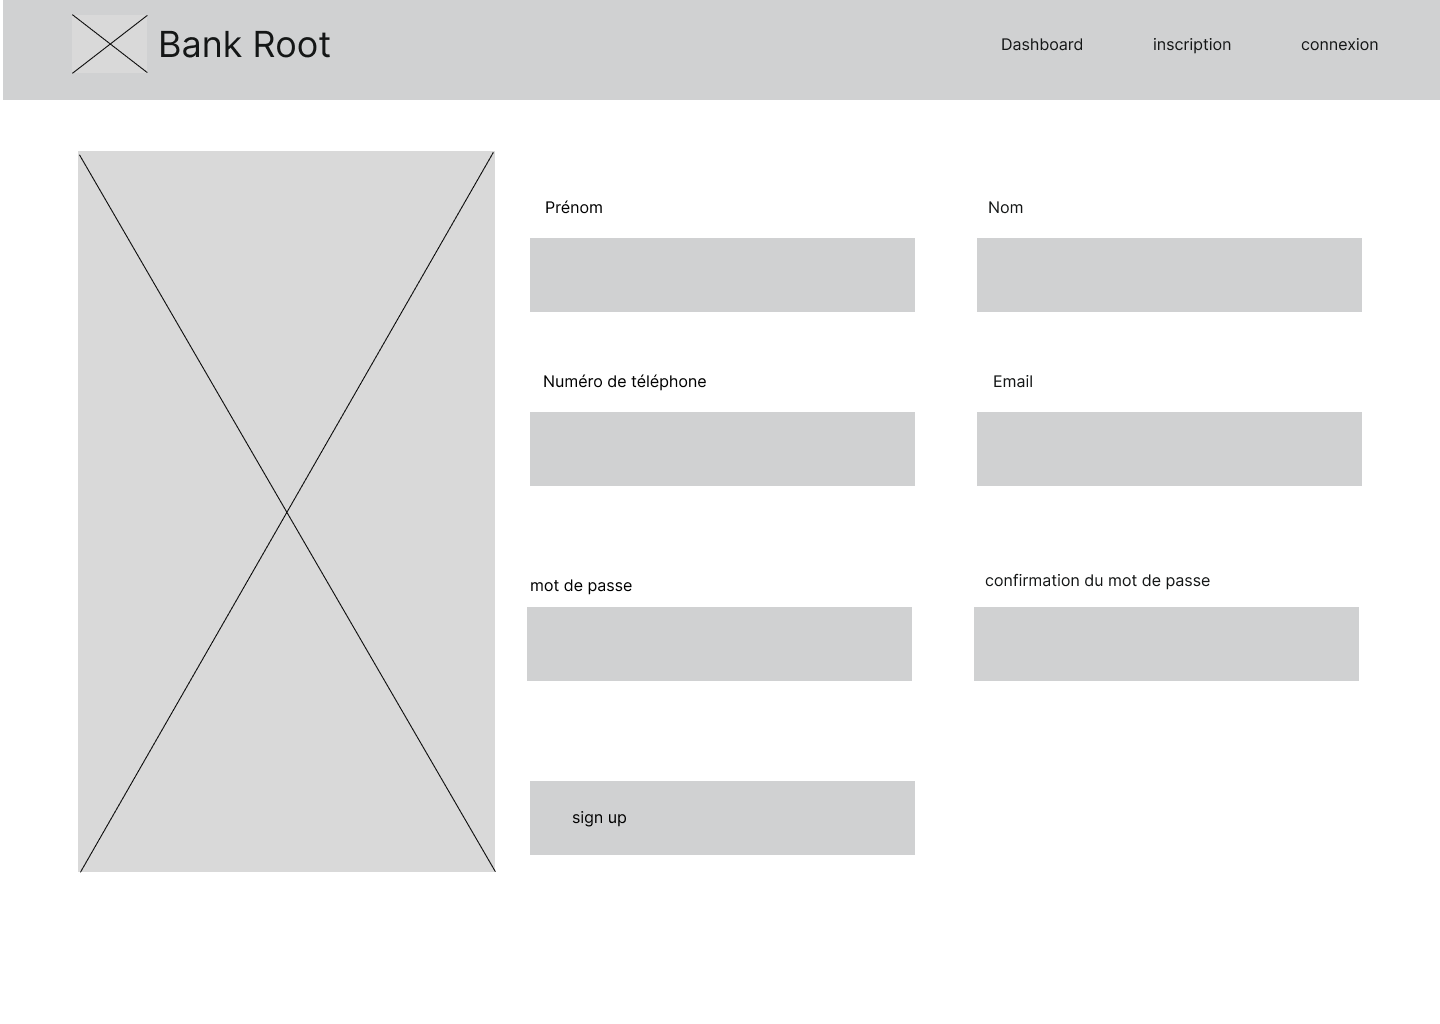 Bank Root
Dashboard
inscription
connexion
Prénom
Nom
Numéro de téléphone
Email
mot de passe
confirmation du mot de passe
sign up